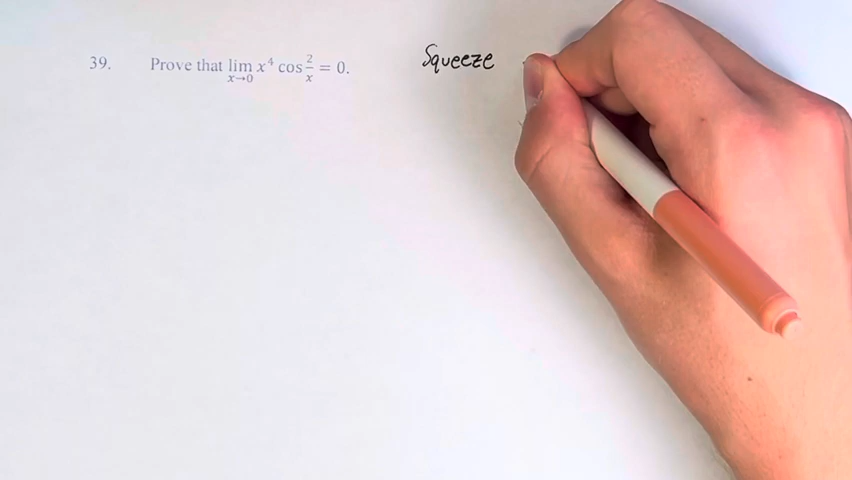 39. Prove that lim x→0 x⁴ cos 2/x = 0. Squeeze